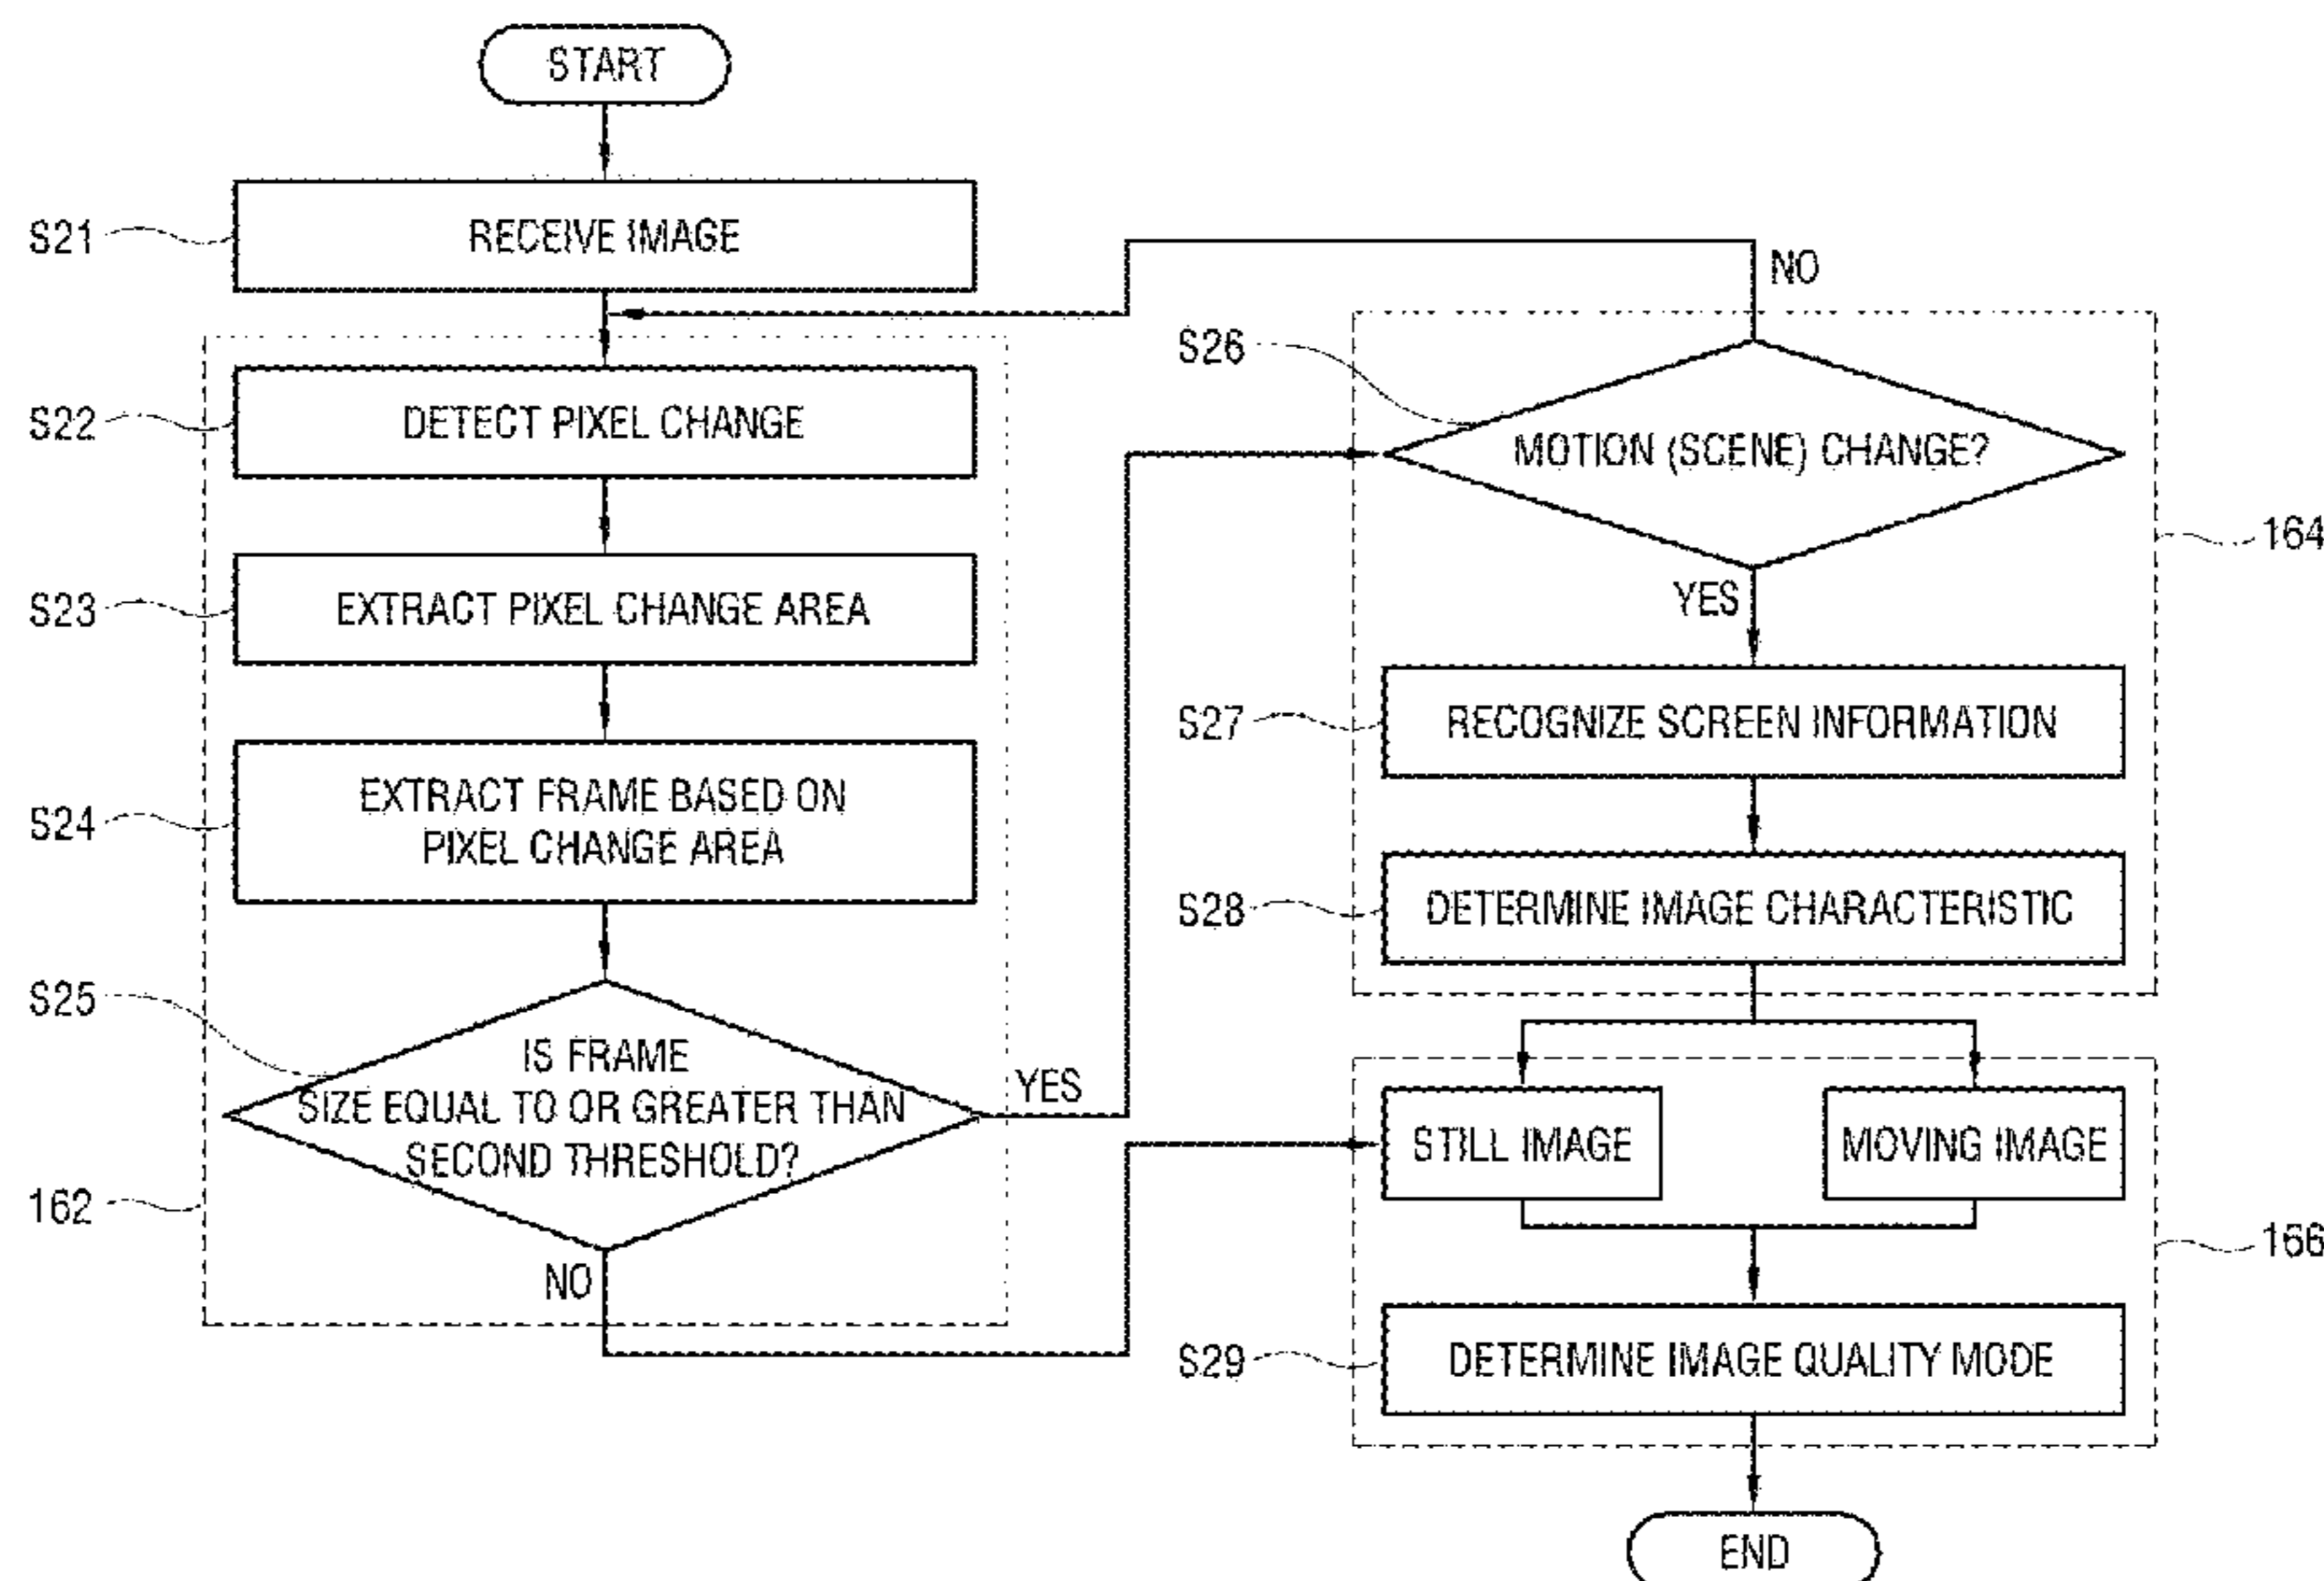 START
S21
RECEIVE IMAGE
S22
DETECT PIXEL CHANGE
S23
EXTRACT PIXEL CHANGE AREA
S24
EXTRACT FRAME BASED ON
PIXEL CHANGE AREA
S25
IS FRAME
SIZE EQUAL TO OR GREATER THAN
SECOND THRESHOLD?
YES
NO
162
NO
S26
MOTION (SCENE) CHANGE?
YES
164
S27
RECOGNIZE SCREEN INFORMATION
S28
DETERMINE IMAGE CHARACTERISTIC
STILL IMAGE
MOVING IMAGE
166
S29
DETERMINE IMAGE QUALITY MODE
END